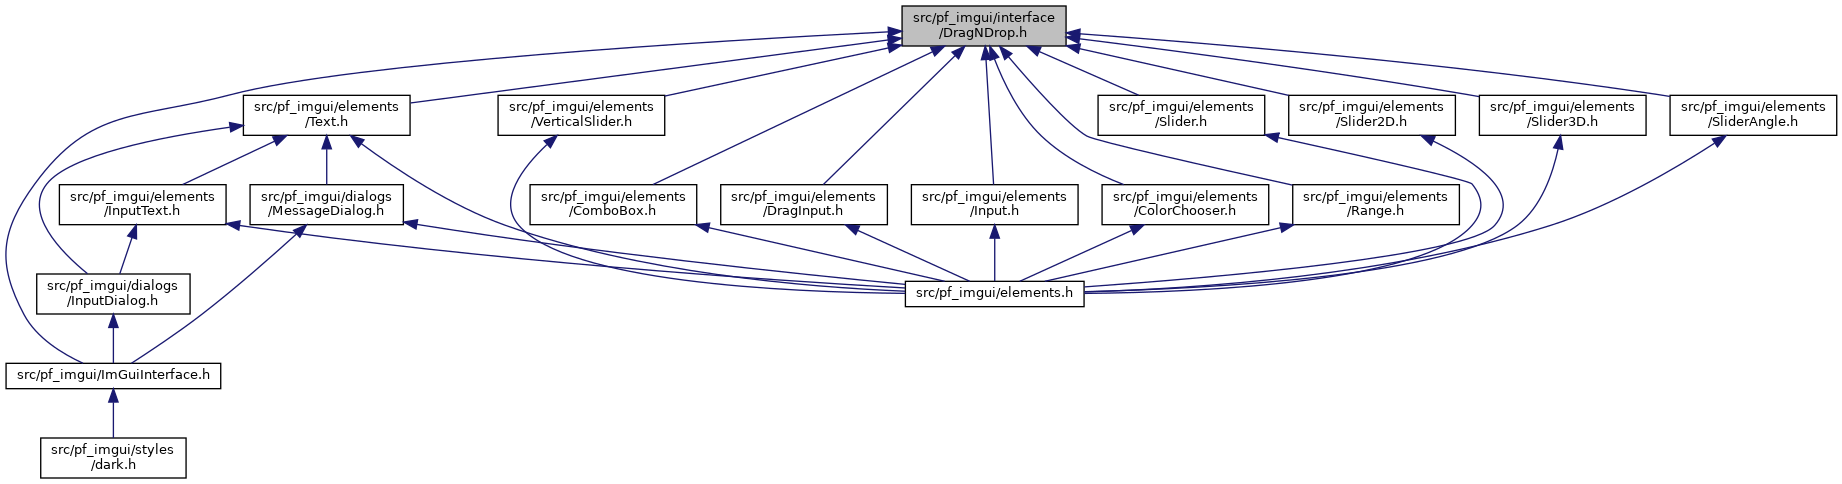 src/pf_imgui/interface
/DragNDrop.h
src/pf_imgui/elements
/Text.h
src/pf_imgui/elements
/VerticalSlider.h
src/pf_imgui/elements
/Slider.h
src/pf_imgui/elements
/Slider2D.h
src/pf_imgui/elements
/Slider3D.h
src/pf_imgui/elements
/SliderAngle.h
src/pf_imgui/elements
/InputText.h
src/pf_imgui/dialogs
/MessageDialog.h
src/pf_imgui/elements
/ComboBox.h
src/pf_imgui/elements
/DragInput.h
src/pf_imgui/elements
/Input.h
src/pf_imgui/elements
/ColorChooser.h
src/pf_imgui/elements
/Range.h
src/pf_imgui/dialogs
/InputDialog.h
src/pf_imgui/elements.h
src/pf_imgui/ImGuiInterface.h
src/pf_imgui/styles
/dark.h